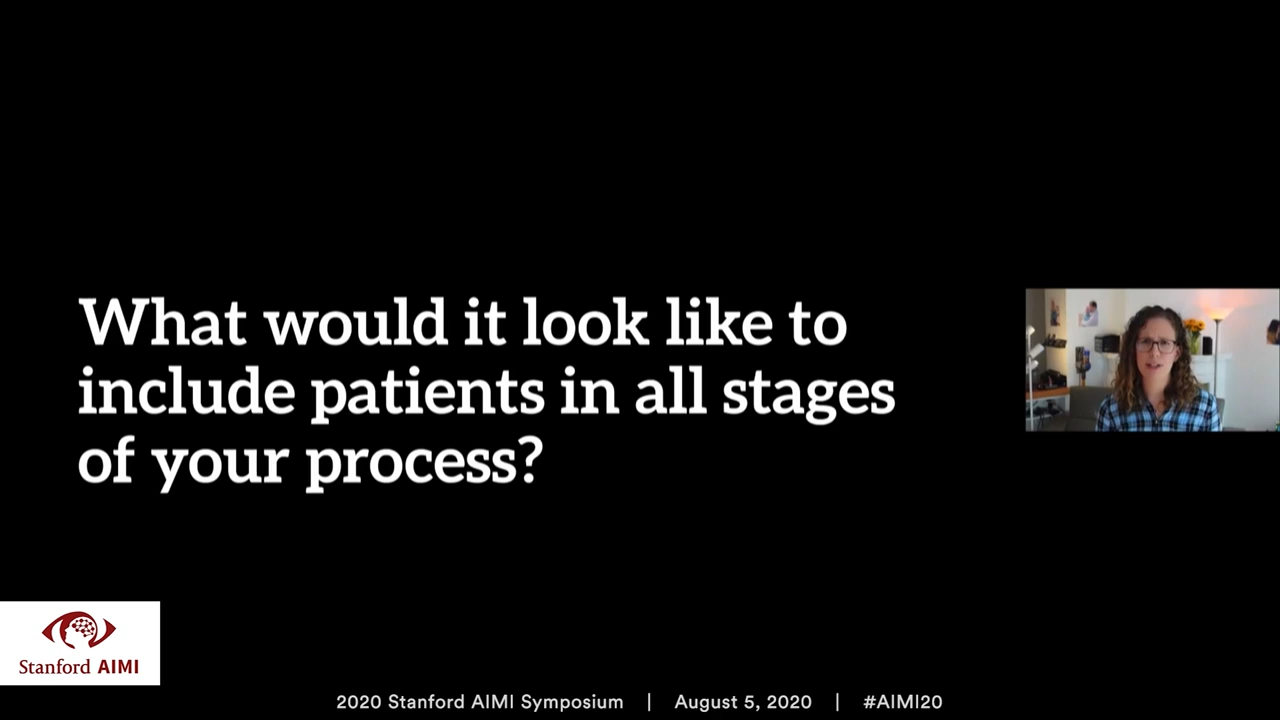 What would it look like to
include patients in all stages
of your process?
Stanford AIMI
2020 Stanford AIMI Symposium | August 5, 2020 | #AIMI20